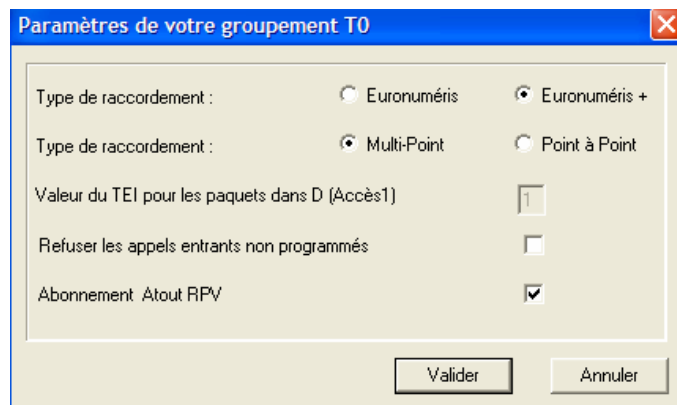 Paramètres de votre groupement T0
Type de raccordement : Euronuméris Euronuméris +
Type de raccordement : Multi-Point Point à Point
Valeur du TEI pour les paquets dans D (Accès1) 1
Refuser les appels entrants non programmés
Abonnement Atout RPV
Valider Annuler